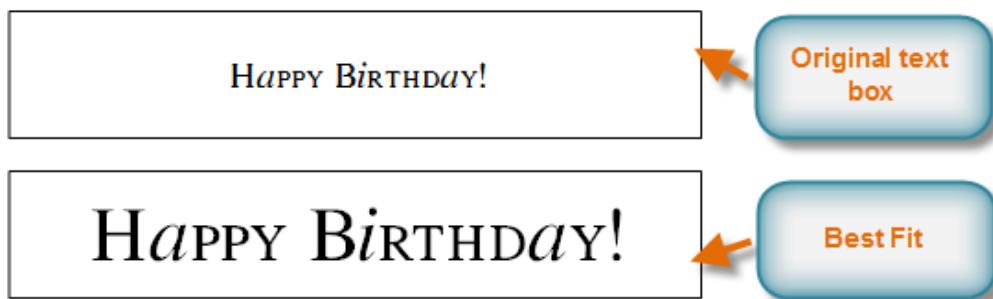 HaPPY BiRTHDaY!
Original text
box
HaPPY BiRTHDaY!
Best Fit